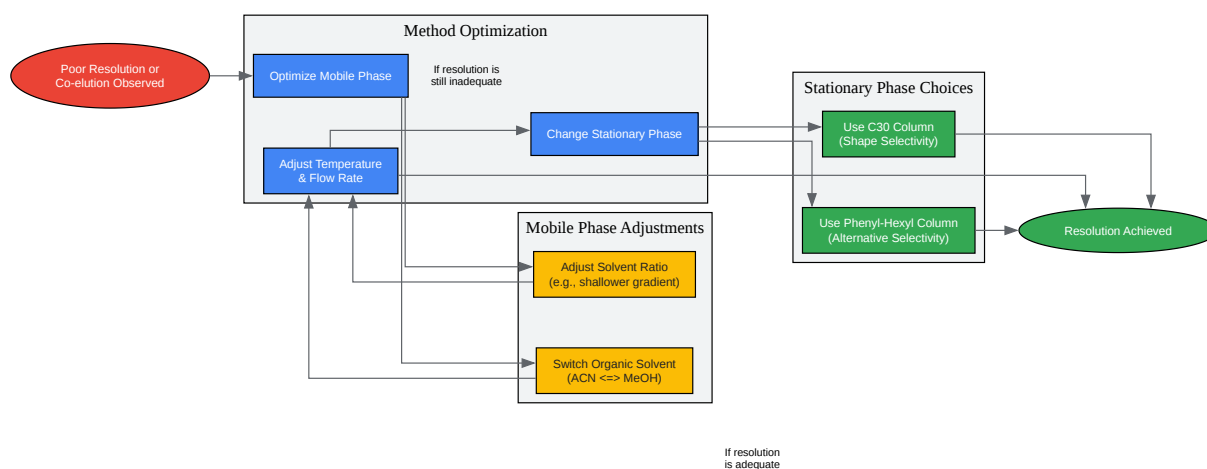 Method Optimization
Poor Resolution or
Co-elution Observed
Optimize Mobile Phase
If resolution is
still inadequate
Change Stationary Phase
Adjust Temperature
& Flow Rate
Stationary Phase Choices
Use C30 Column
(Shape Selectivity)
Use Phenyl-Hexyl Column
(Alternative Selectivity)
Resolution Achieved
Mobile Phase Adjustments
Adjust Solvent Ratio
(e.g., shallower gradient)
Switch Organic Solvent
(ACN <=> MeOH)
If resolution
is adequate